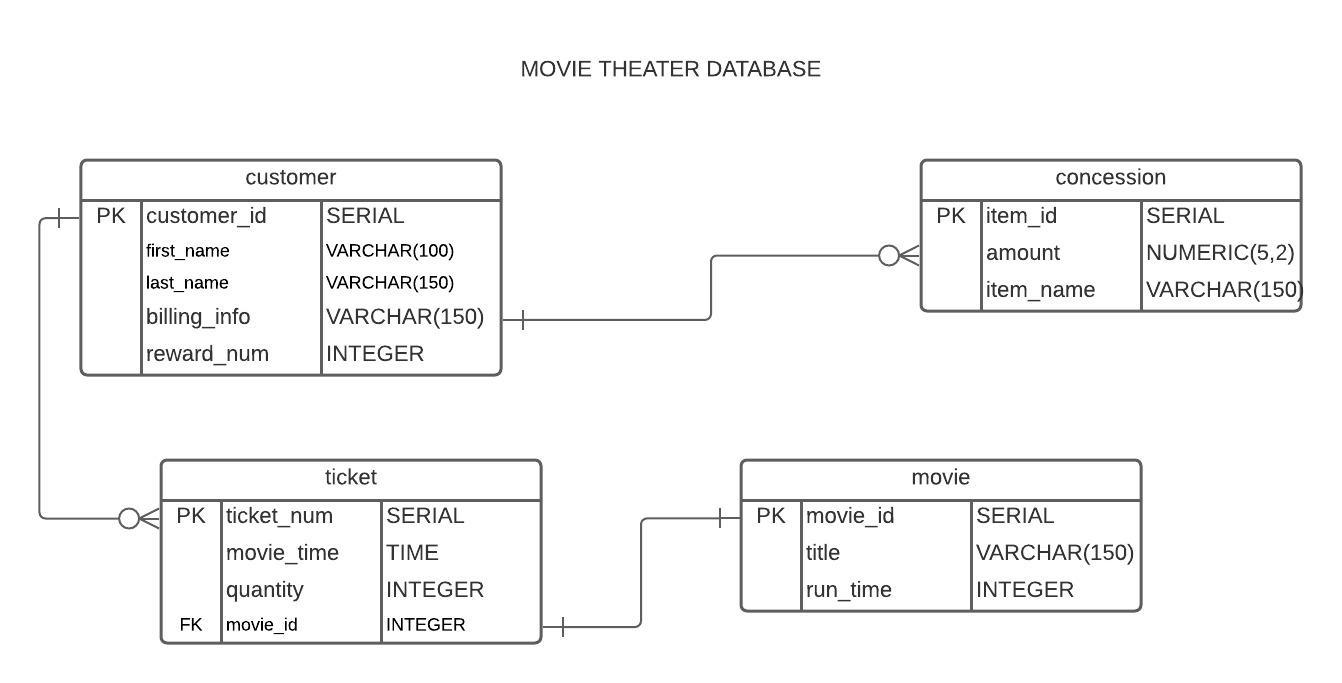 MOVIE THEATER DATABASE
customer
PK customer_id SERIAL
first_name VARCHAR(100)
last_name VARCHAR(150)
billing_info VARCHAR(150)
reward_num INTEGER
concession
PK item_id SERIAL
amount NUMERIC(5,2)
item_name VARCHAR(150)
ticket
PK ticket_num SERIAL
movie_time TIME
quantity INTEGER
FK movie_id INTEGER
movie
PK movie_id SERIAL
title VARCHAR(150)
run_time INTEGER